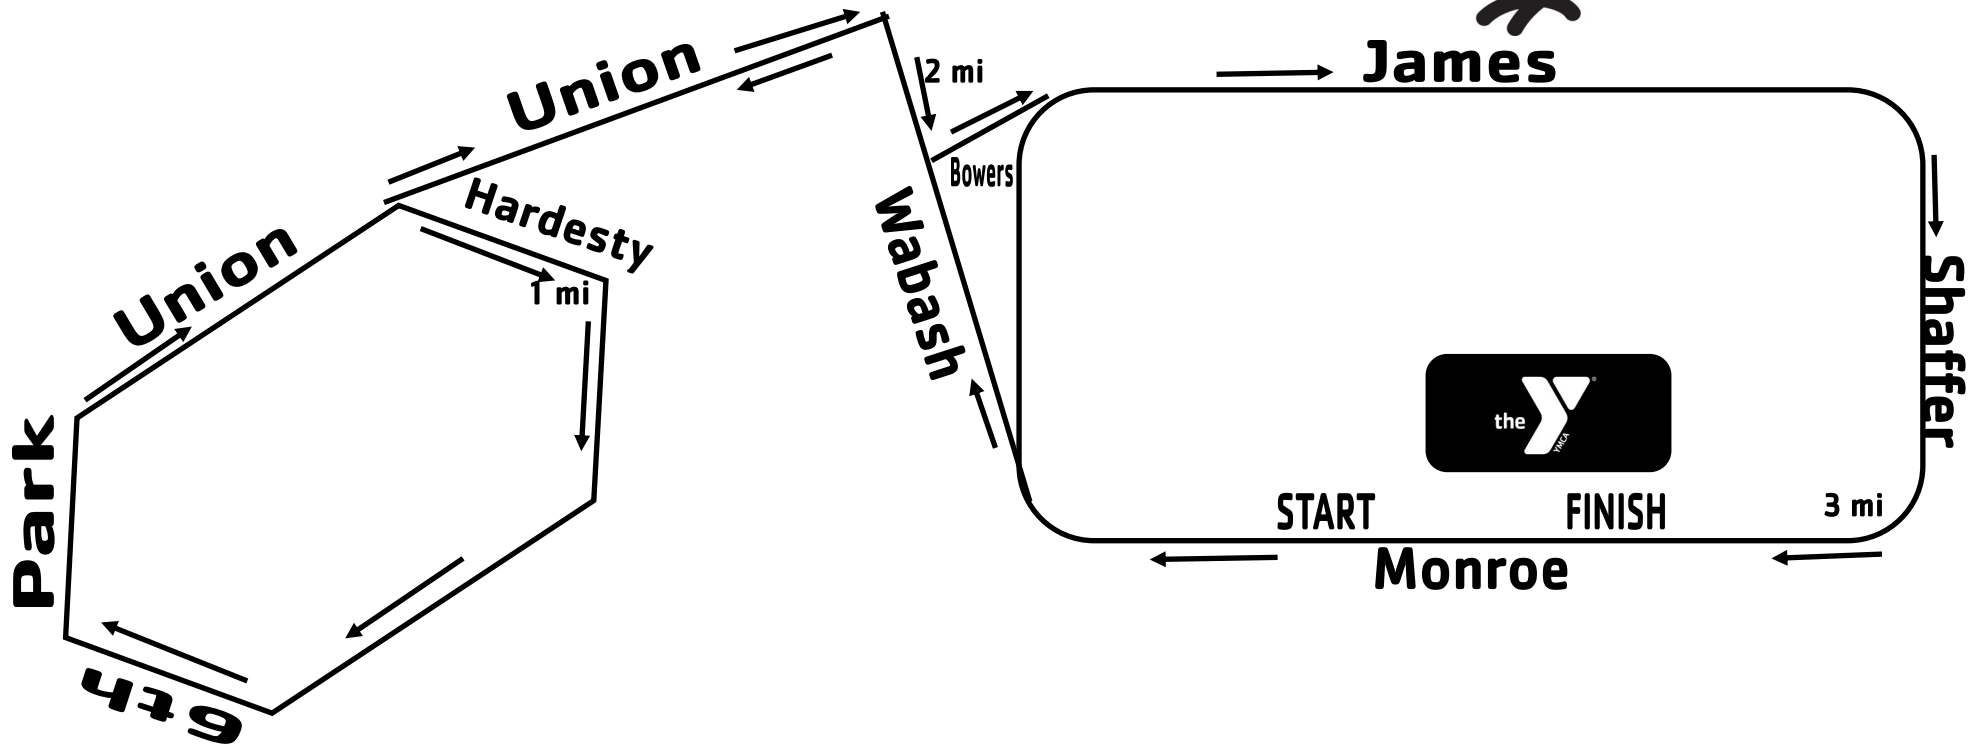 James
Union
2 mi
Bowers
Hardesty
Wabash
Union
1 mi
Shaffer
the
YMCA
Park
START
FINISH
3 mi
Monroe
6th